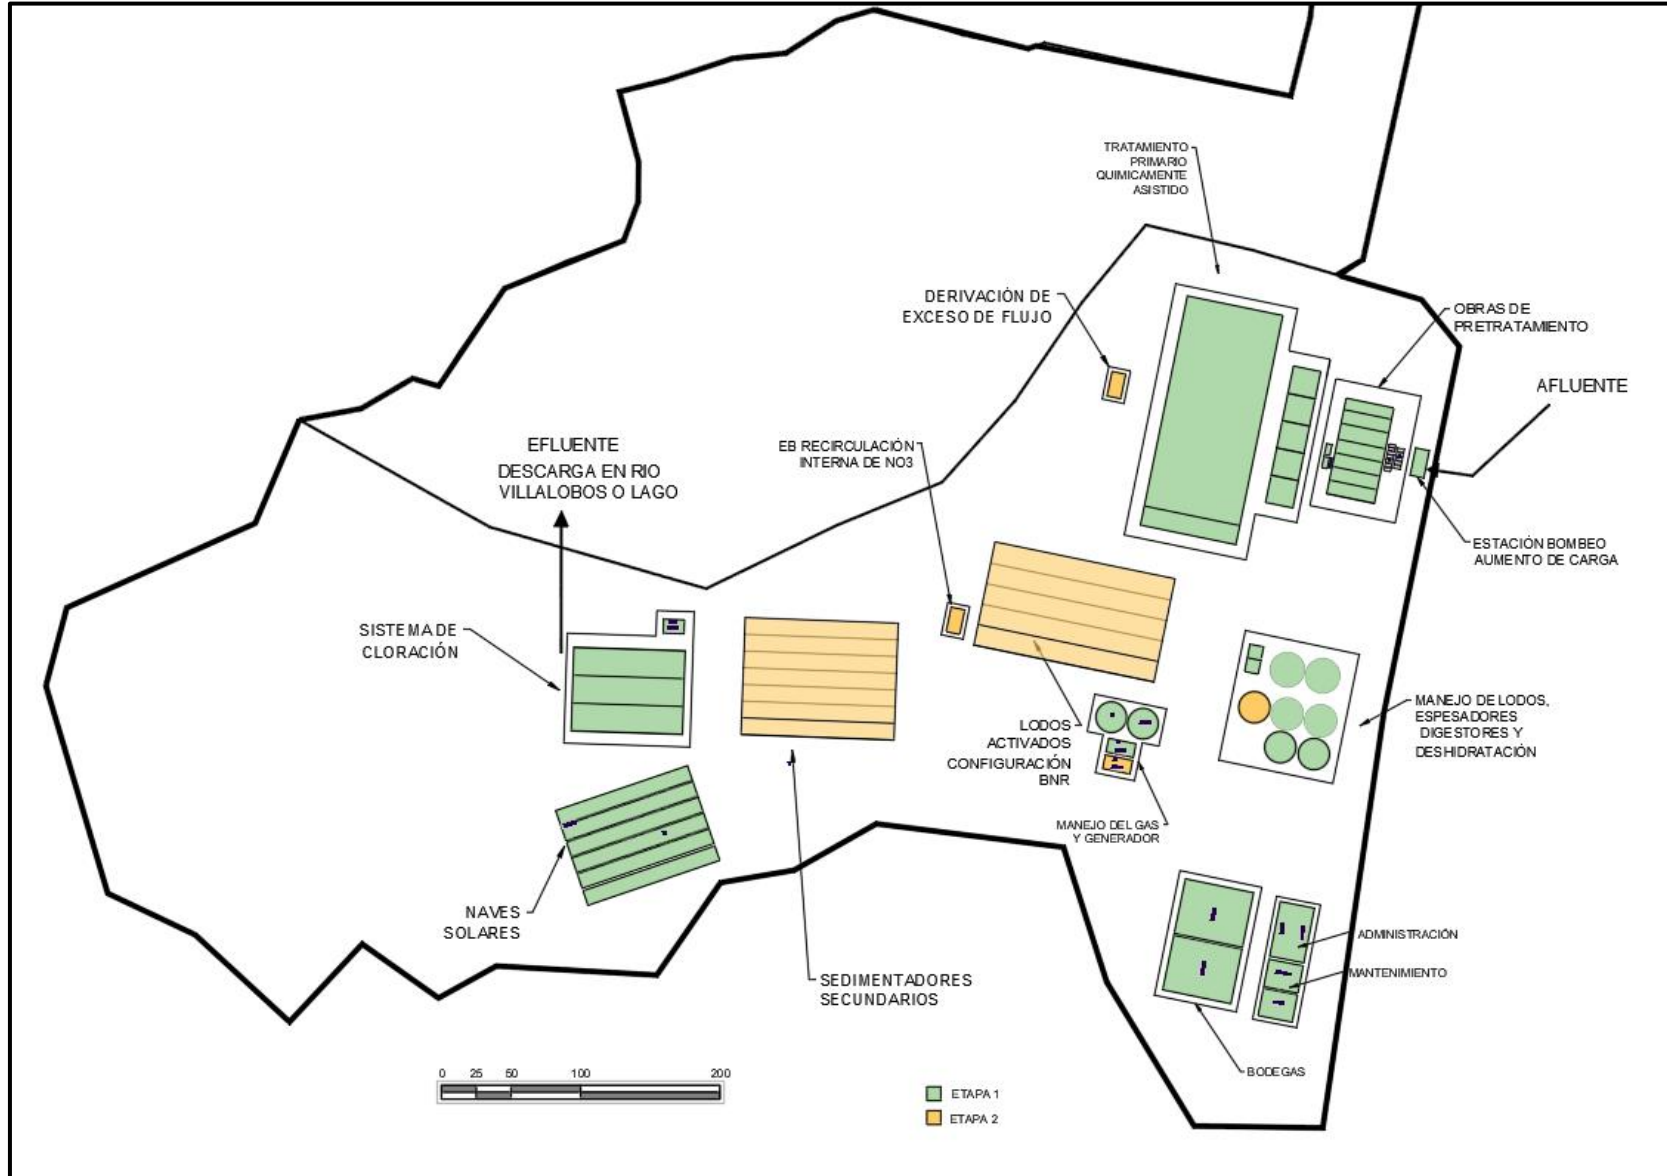 TRATAMIENTO
PRIMARIO
QUIMICAMENTE
ASISTIDO
DERIVACIÓN DE
EXCESO DE FLUJO
OBRAS DE
PRETRATAMIENTO
AFLUENTE
EFLUENTE
DESCARGA EN RIO
VILLALOBOS O LAGO
EB RECIRCULACIÓN
INTERNA DE NO3
ESTACIÓN BOMBEO
AUMENTO DE CARGA
SISTEMA DE
CLORACIÓN
LODOS
ACTIVADOS
CONFIGURACIÓN
BNR
MANEJO DE LODOS,
ESPESADORES
DIGESTORES Y
DESHIDRATACIÓN
MANEJO DEL GAS
Y GENERADOR
NAVES
SOLARES
SEDIMENTADORES
SECUNDARIOS
ADMINISTRACIÓN
MANTENIMIENTO
BODEGAS
0 25 50 100 200
ETAPA 1
ETAPA 2